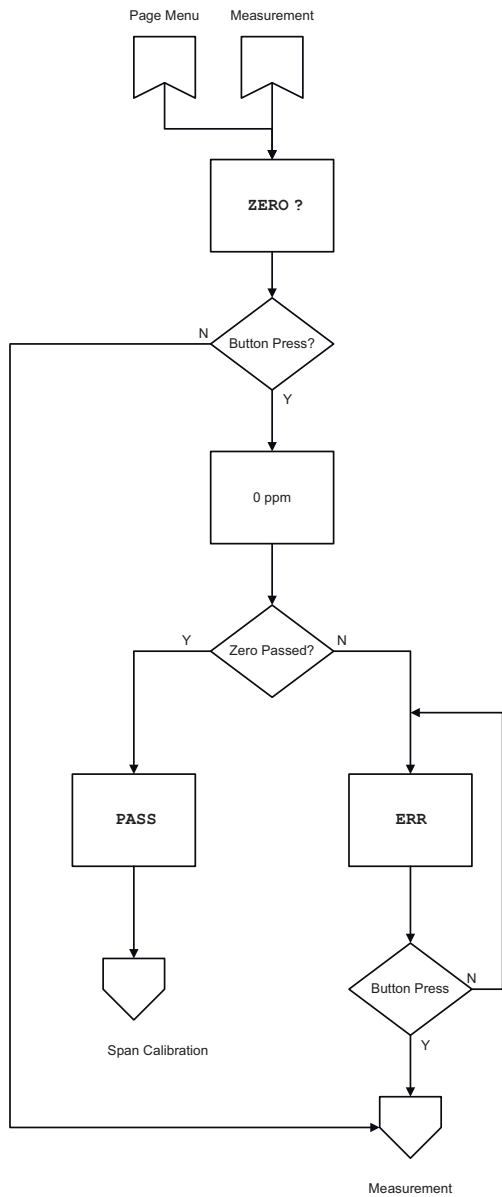 Page Menu
Measurement
ZERO ?
N
Button Press?
Y
0 ppm
Y
Zero Passed?
N
PASS
ERR
Button Press
N
Y
Span Calibration
Measurement